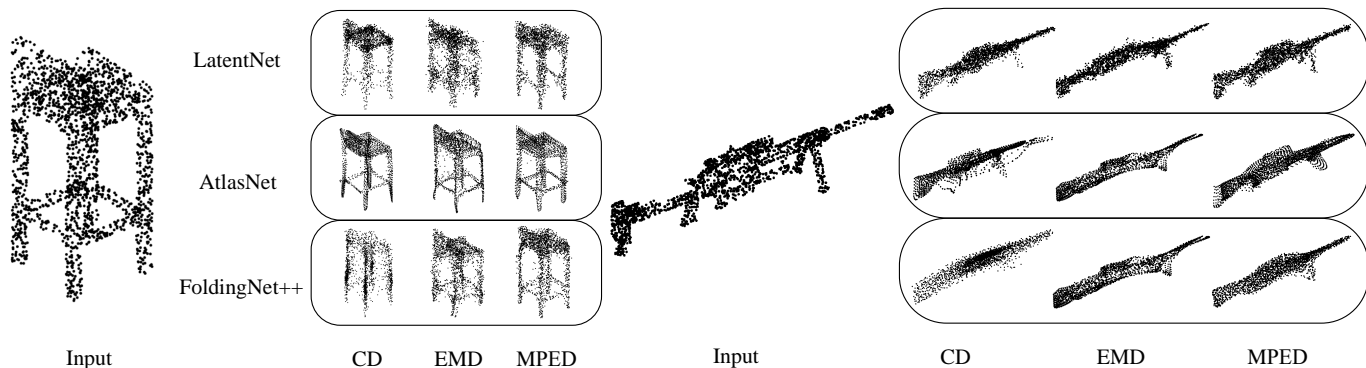 LatentNet
AtlasNet
FoldingNet++
Input
CD
EMD
MPED
Input
CD
EMD
MPED